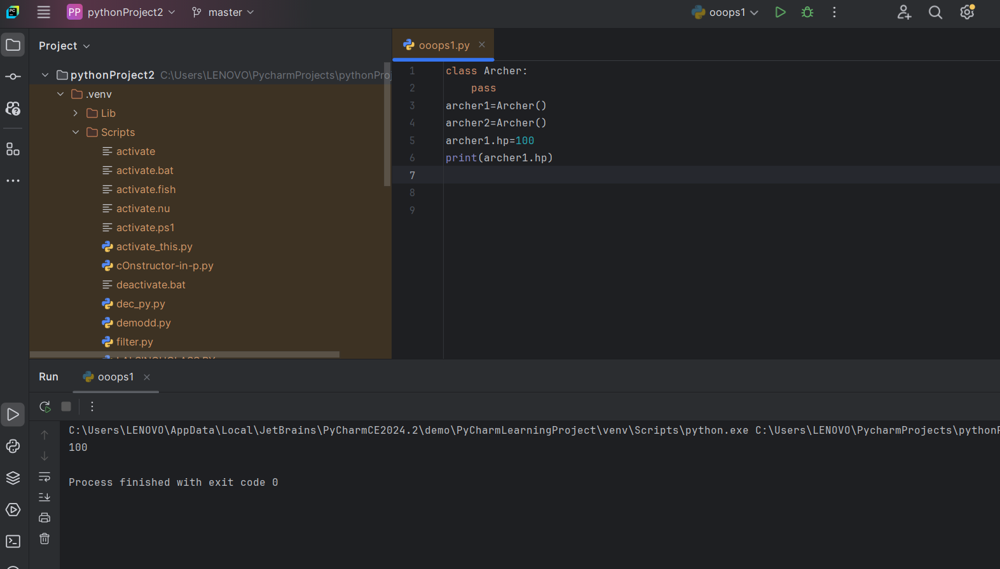 PC
PP pythonProject2
master
ooops1
Project
ooops1.py
pythonProject2 C:\Users\LENOVO\PycharmProjects\pythonPro
.venv
Lib
Scripts
activate
activate.bat
activate.fish
activate.nu
activate.ps1
activate_this.py
cOnstructor-in-p.py
deactivate.bat
dec_py.py
demodd.py
filter.py
1 class Archer:
2 pass
3 archer1=Archer()
4 archer2=Archer()
5 archer1.hp=100
6 print(archer1.hp)
7
8
9
Run ooops1
C:\Users\LENOVO\AppData\Local\JetBrains\PyCharmCE2024.2\demo\PyCharmLearningProject\venv\Scripts\python.exe C:\Users\LENOVO\PycharmProjects\pythonP
100
Process finished with exit code 0